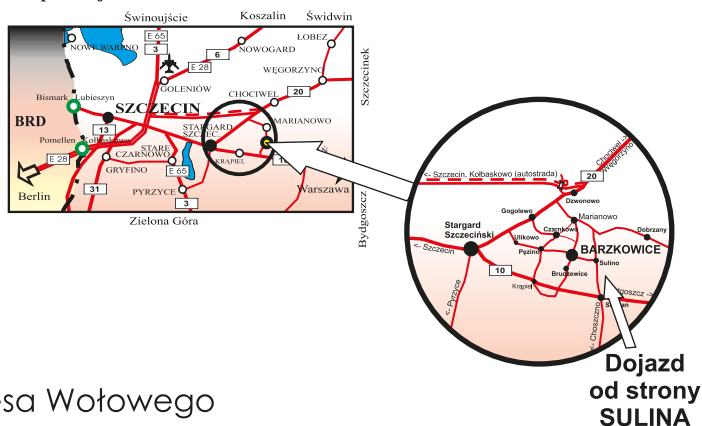 Świnoujście
Koszalin
Świdwin
E 65
3
6
ŁOBEZ
NOWE WARPNO
NOWOGARD
E 28
WĘGORZYNO
GOLENIÓW
Szczecinek
CHOCIWEL
20
Bismark Lubieszyn
SZCZECIN
BRD
13
MARIANOWO
STARGARD
SZCZEC.
Pomellen Kołbaskowo
STARE
CZARNOWO
KRĄPIEL
E 28
E 65
GRYFINO
31
PYRZYCE
Warszawa
Berlin
3
Zielona Góra
Bydgoszcz
Chociwel ->
Węgorzyno
<- Szczecin, Kołbaskowo (autostrada)
20
Dzwonowo
Gogolewo
Marianowo
Stargard
Szczeciński
Ulikowo
Czarnkowo
Dobrzany
<- Szczecin
Pęzino
BARZKOWICE
Sulino
10
Brudzewice
Krąpiel
<- Pyrzyce
<- Choszczno
Dojazd
od strony
SULINA
sa Wołowego